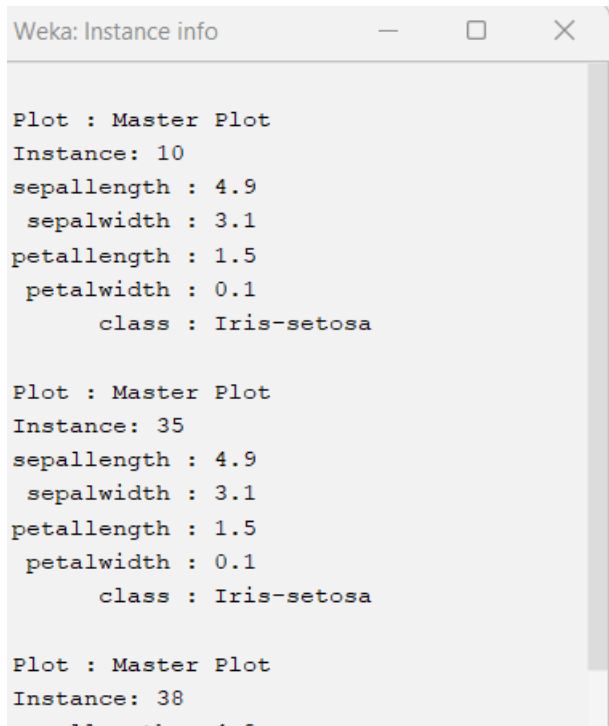 Weka: Instance info
Plot : Master Plot
Instance: 10
sepallength : 4.9
sepalwidth : 3.1
petallength : 1.5
petalwidth : 0.1
class : Iris-setosa
Plot : Master Plot
Instance: 35
sepallength : 4.9
sepalwidth : 3.1
petallength : 1.5
petalwidth : 0.1
class : Iris-setosa
Plot : Master Plot
Instance: 38